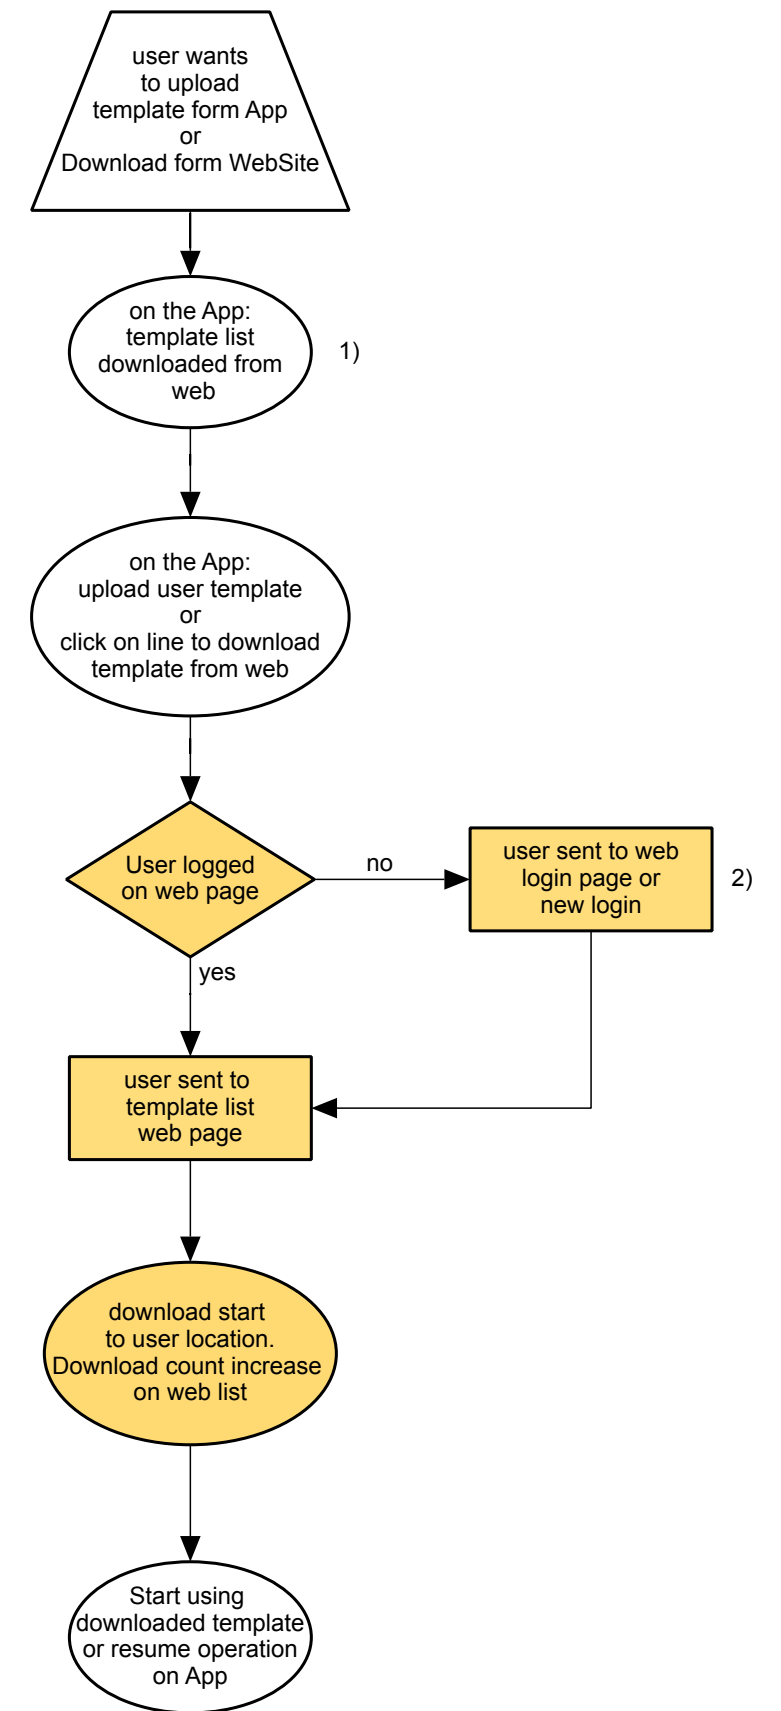 user wants
to upload
template form App
or
Download form WebSite
on the App:
template list
downloaded from
web
1)
on the App:
upload user template
or
click on line to download
template from web
User logged
on web page
no
user sent to web
login page or
new login
2)
yes
user sent to
template list
web page
download start
to user location.
Download count increase
on web list
Start using
downloaded template
or resume operation
on App